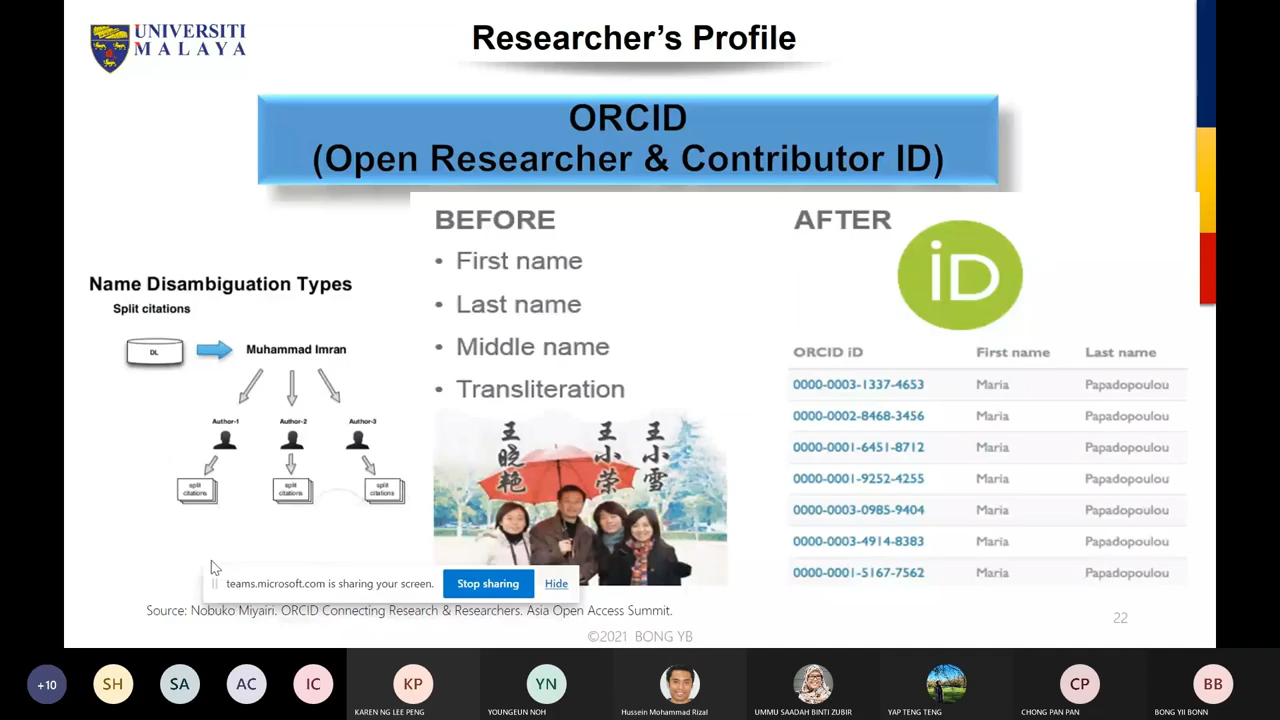 UNIVERSITI
MALAYA
Researcher's Profile
ORCID
(Open Researcher & Contributor ID)
Name Disambiguation Types
Split citations
DL
Muhammad Imran
Author-1
Author-2
Author-3
split
citations
split
citations
split
citations
BEFORE
• First name
• Last name
• Middle name
• Transliteration
王晓艳
王小荣
王小雪
AFTER
iD
ORCID iD First name Last name
0000-0003-1337-4653 Maria Papadopoulou
0000-0002-8468-3456 Maria Papadopoulou
0000-0001-6451-8712 Maria Papadopoulou
0000-0001-9252-4255 Maria Papadopoulou
0000-0003-0985-9404 Maria Papadopoulou
0000-0003-4914-8383 Maria Papadopoulou
0000-0001-5167-7562 Maria Papadopoulou
teams.microsoft.com is sharing your screen.
Stop sharing
Hide
Source: Nobuko Miyairi. ORCID Connecting Research & Researchers. Asia Open Access Summit.
22
©2021 BONG YB
+10
SH
SA
AC
IC
KP
YN
CP
BB
KAREN NG LEE PENG
YOUNGEUN NOH
Hussein Mohammad Rizal
UMMU SAADAH BINTI ZUBIR
YAP TENG TENG
CHONG PAN PAN
BONG YII BONN